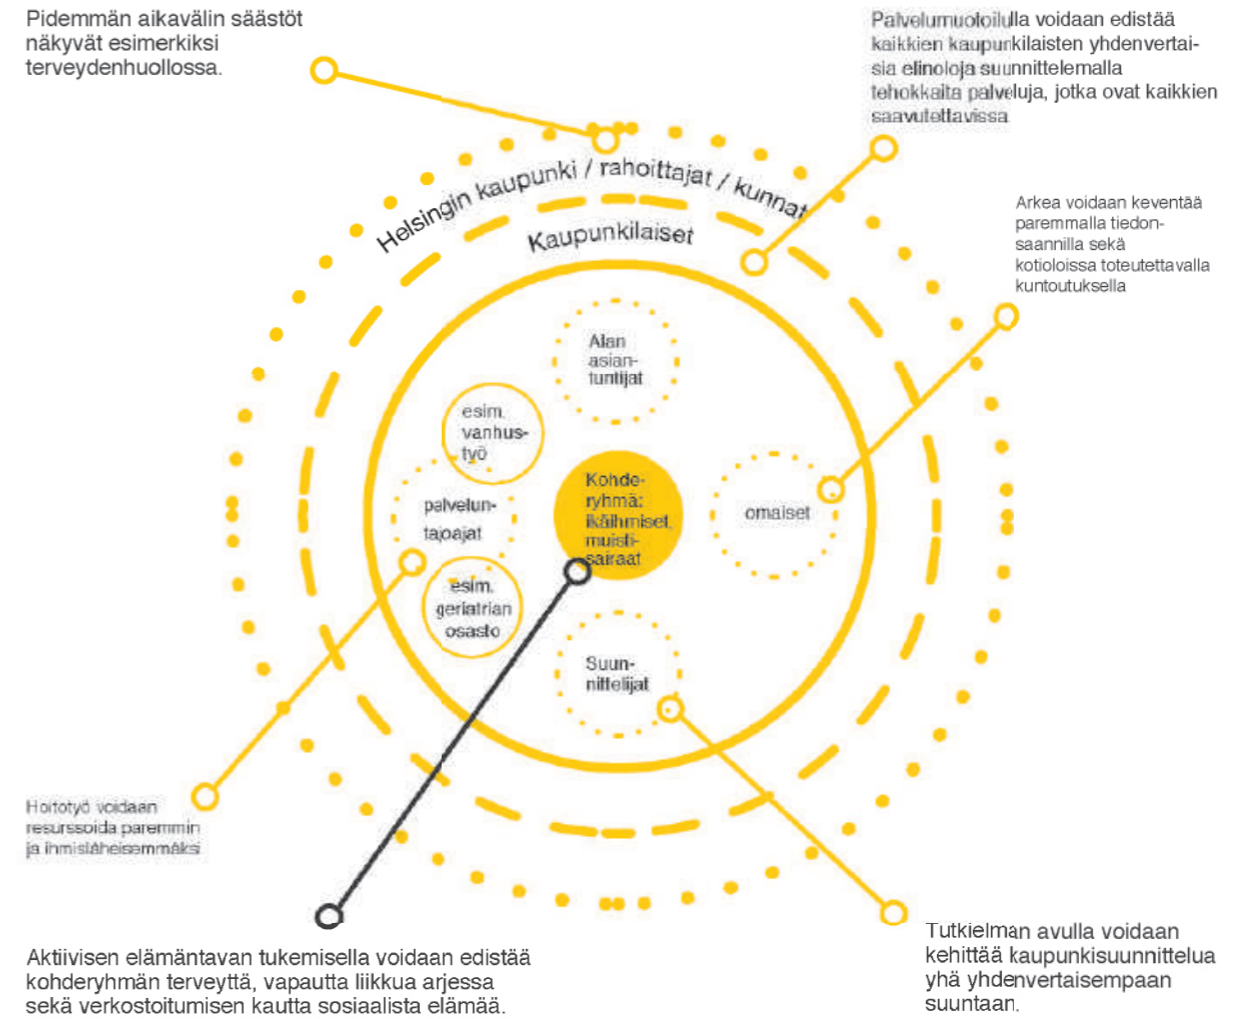 Pidemmän aikavälin säästöt
näkyvät esimerkiksi
terveydenhuollossa.
Palvelumuotoilulla voidaan edistää
kaikkien kaupunkilaisten yhdenvertai-
sia elinoloja suunnittelemalla
tehokkaita palveluja, jotka ovat kaikkien
saavutettavissa
Helsingin kaupunki / rahoittajat / kunnat
Kaupunkilaiset
Arkea voidaan keventää
paremmalla tiedon-
saannilla sekä
kotioloissa toteutettavalla
kuntoutuksella
Alan
asian-
tuntijat
esim.
vanhus-
työ
palvelun-
tajoajat
esim.
geriatrian
osasto
Kohde-
ryhmä:
ikäihmiset,
muisti-
sairaat
omaiset
Suun-
nittelijat
Hoitotyö voidaan
resurssoida paremmin
ja ihmisläheisemmäksi
Aktiivisen elämäntavan tukemisella voidaan edistää
kohderyhmän terveyttä, vapautta liikkua arjessa
sekä verkostoitumisen kautta sosiaalista elämää.
Tutkielman avulla voidaan
kehittää kaupunkisuunnittelua
yhä yhdenvertaisempaan
suuntaan.